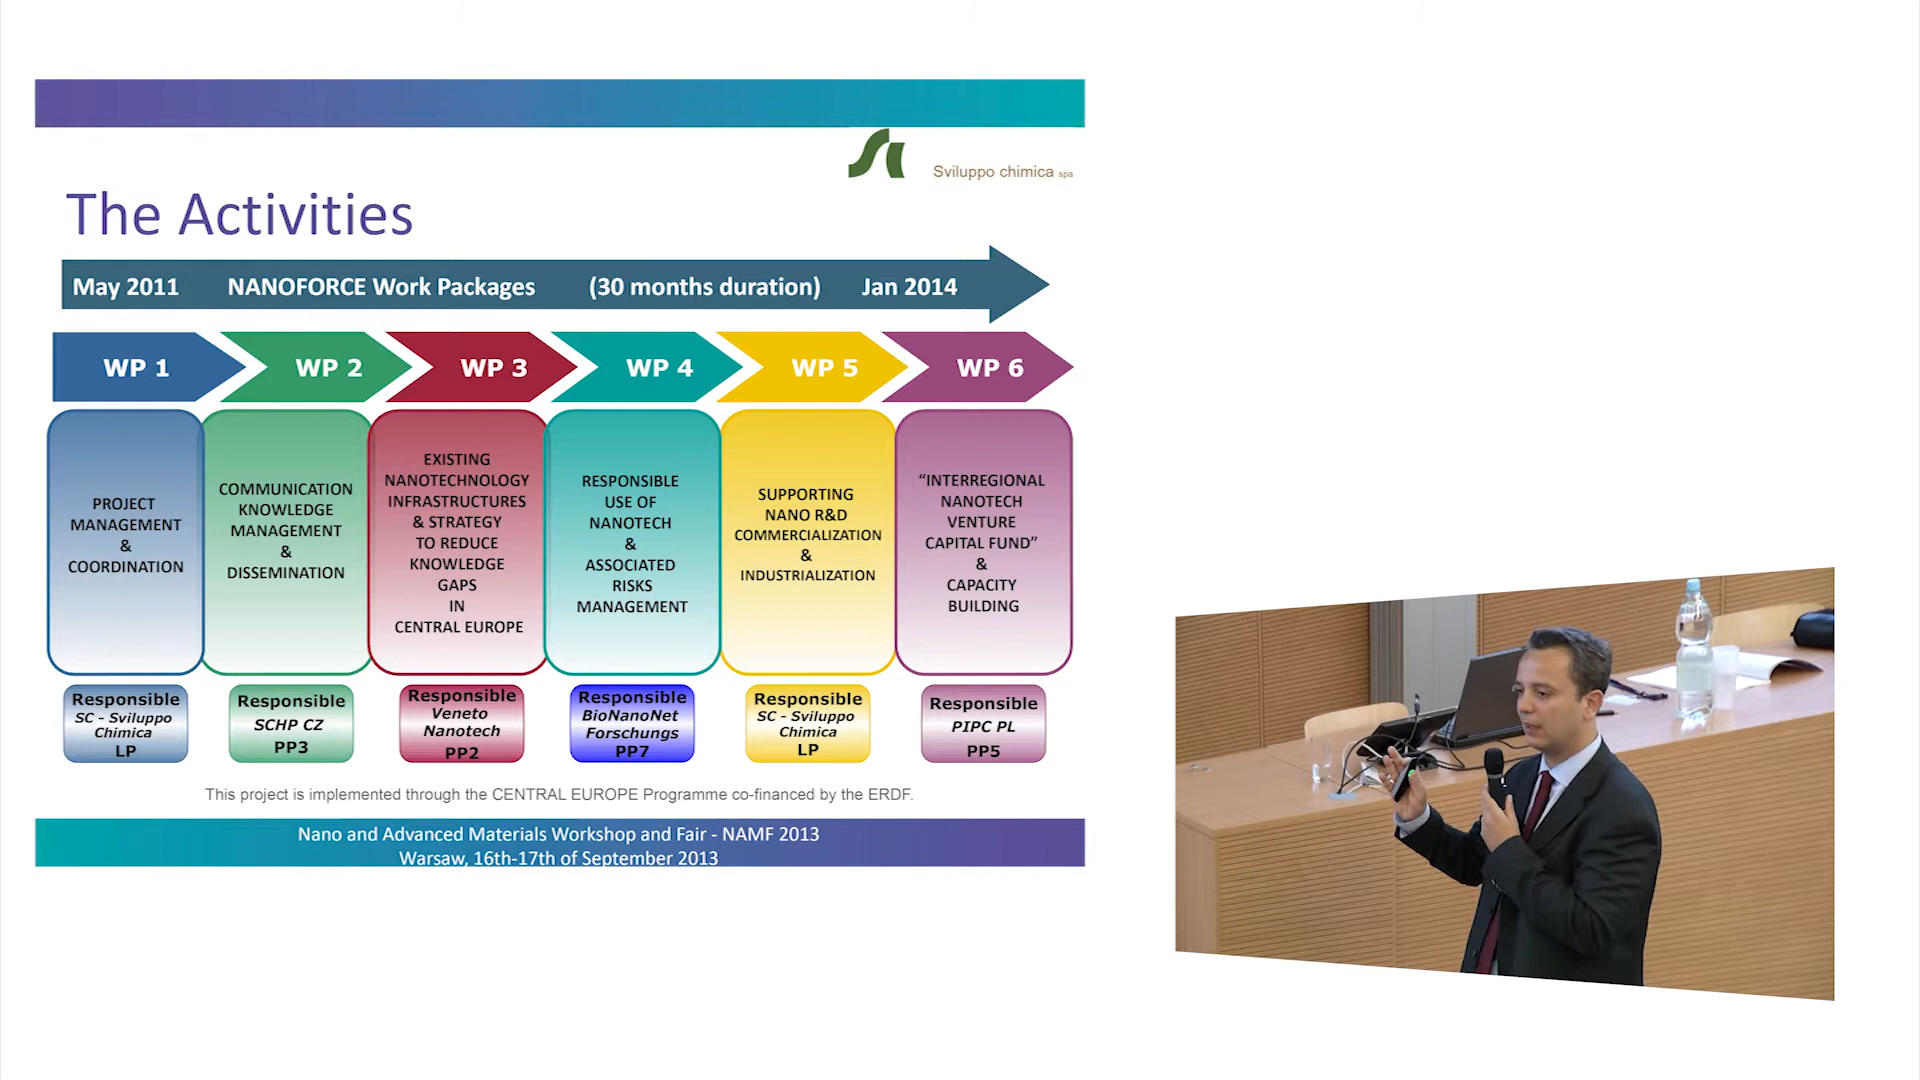 Sviluppo chimica spa
The Activities
May 2011 NANOFORCE Work Packages (30 months duration) Jan 2014
WP 1
WP 2
WP 3
WP 4
WP 5
WP 6
PROJECT
MANAGEMENT
&
COORDINATION
COMMUNICATION
KNOWLEDGE
MANAGEMENT
&
DISSEMINATION
EXISTING
NANOTECHNOLOGY
INFRASTRUCTURES
& STRATEGY
TO REDUCE
KNOWLEDGE
GAPS
IN
CENTRAL EUROPE
RESPONSIBLE
USE OF
NANOTECH
&
ASSOCIATED
RISKS
MANAGEMENT
SUPPORTING
NANO R&D
COMMERCIALIZATION
&
INDUSTRIALIZATION
“INTERREGIONAL
NANOTECH
VENTURE
CAPITAL FUND”
&
CAPACITY
BUILDING
Responsible
SC - Sviluppo
Chimica
LP
Responsible
SCHP CZ
PP3
Responsible
Veneto
Nanotech
PP2
Responsible
BioNanoNet
Forschungs
PP7
Responsible
SC - Sviluppo
Chimica
LP
Responsible
PIPC PL
PP5
This project is implemented through the CENTRAL EUROPE Programme co-financed by the ERDF.
Nano and Advanced Materials Workshop and Fair - NAMF 2013
Warsaw, 16th-17th of September 2013